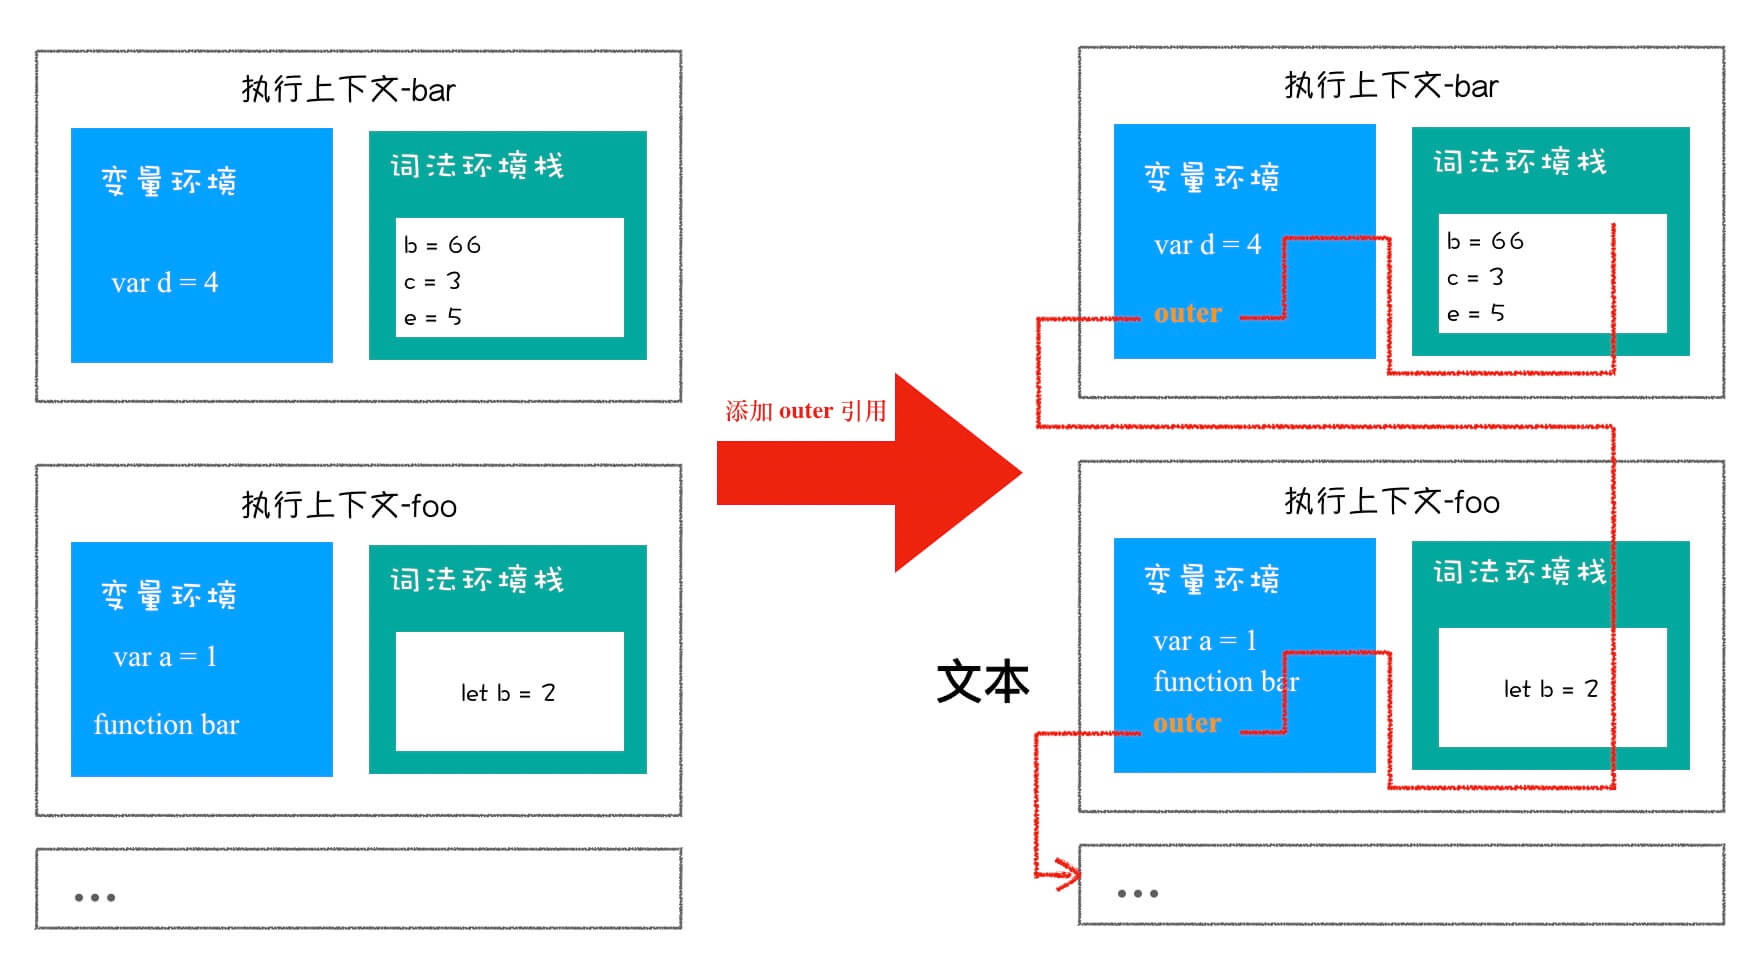 执行上下文-bar
变量环境
var d = 4
词法环境栈
b = 66
c = 3
e = 5
执行上下文-foo
变量环境
var a = 1
function bar
词法环境栈
let b = 2
...
添加 outer 引用
文本
执行上下文-bar
变量环境
var d = 4
outer
词法环境栈
b = 66
c = 3
e = 5
执行上下文-foo
变量环境
var a = 1
function bar
outer
词法环境栈
let b = 2
...